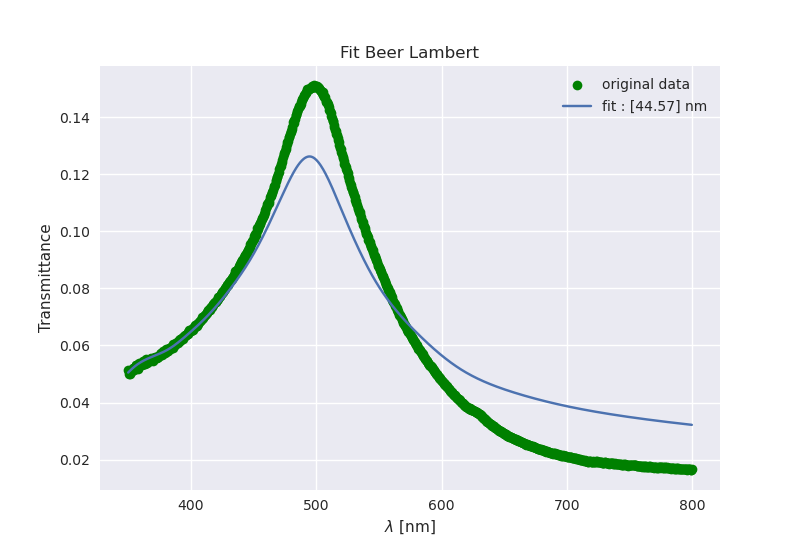 Fit Beer Lambert
original data
fit : [44.57] nm
Transmittance
0.14
0.12
0.10
0.08
0.06
0.04
0.02
400
500
600
700
800
λ [nm]